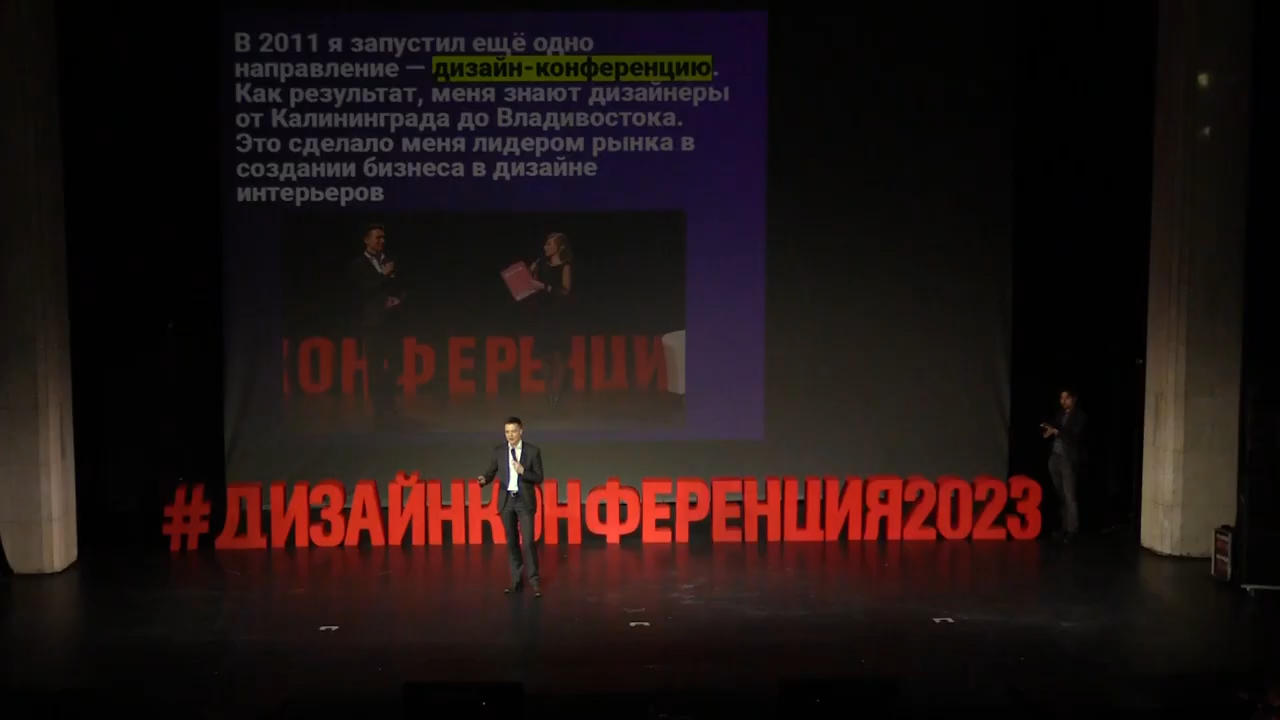 В 2011 я запустил ещё одно
направление — дизайн-конференцию.
Как результат, меня знают дизайнеры
от Калининграда до Владивостока.
Это сделало меня лидером рынка в
создании бизнеса в дизайне
интерьеров
КОНФЕРЕНЦИ
#ДИЗАЙНКОНФЕРЕНЦИЯ2023